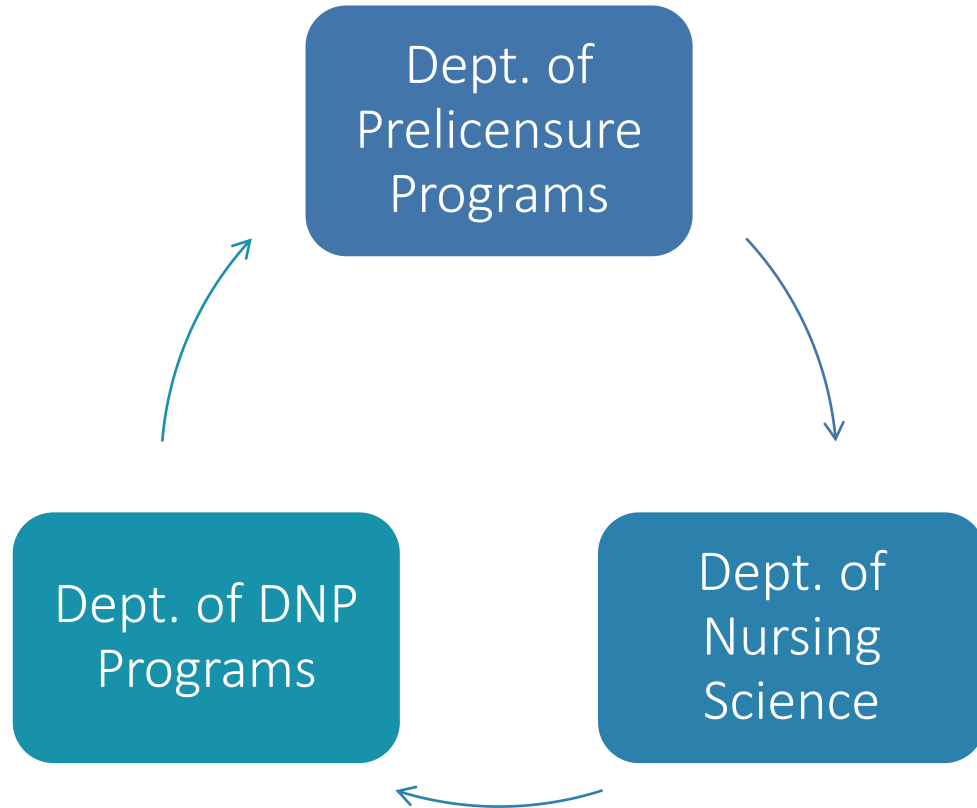 Dept. of
Prelicensure
Programs
Dept. of DNP
Programs
Dept. of
Nursing
Science